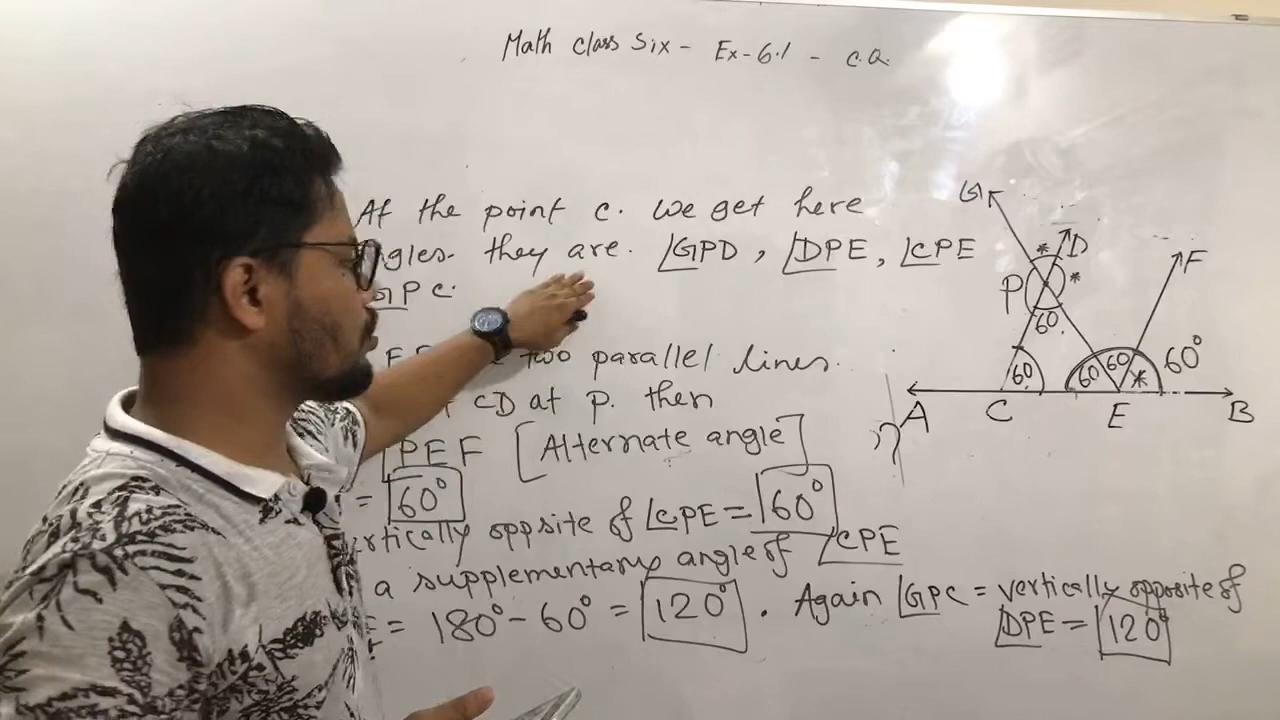 Math class Six - Ex-6.1 - C.Q.
At the point C. we get here
gles. they are. ∠GPD, ∠DPE, ∠CPE
GPC.
two parallel lines.
CD at P. then
∠PEF [Alternate angle]
= 60°
rtically oppsite of ∠CPE = 60°
a supplementary angle of ∠CPE
= 180° - 60° = 120°. Again ∠GPC = vertically opposite of
∠DPE = 120°
G
D
F
P
60
60
60
60
60°
A
C
E
B